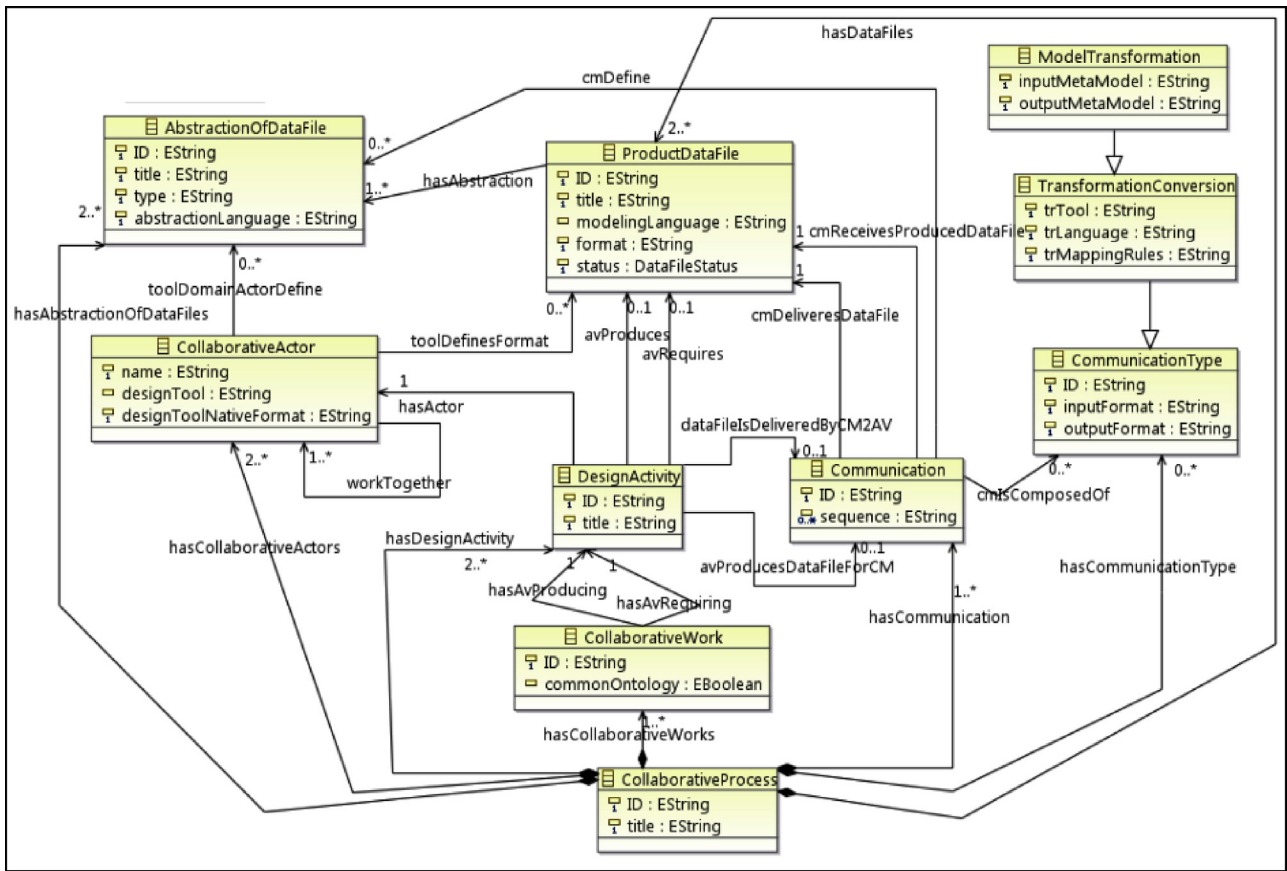 hasDataFiles
ModelTransformation
inputMetaModel : EString
outputMetaModel : EString
cmDefine
AbstractionOfDataFile
ID : EString
title : EString
type : EString
abstractionLanguage : EString
0..*
1..*
2..*
hasAbstraction
2..*
ProductDataFile
ID : EString
title : EString
modelingLanguage : EString
format : EString
status : DataFileStatus
TransformationConversion
trTool : EString
trLanguage : EString
trMappingRules : EString
1
cmReceivesProducedDataFile
1
cmDeliveresDataFile
0..*
toolDomainActorDefine
hasAbstractionOfDataFiles
0..*
toolDefinesFormat
0..1
0..1
avProduces
avRequires
CollaborativeActor
name : EString
designTool : EString
designToolNativeFormat : EString
1
hasActor
2..*
1..*
workTogether
CommunicationType
ID : EString
inputFormat : EString
outputFormat : EString
dataFileIsDeliveredByCM2AV
0..1
DesignActivity
ID : EString
title : EString
Communication
ID : EString
0..* sequence : EString
0..*
0..*
cmIsComposedOf
hasCollaborativeActors
hasDesignActivity
2..*
1
1
hasAvProducing
hasAvRequiring
0..1
avProducesDataFileForCM
hasCommunicationType
1..*
hasCommunication
CollaborativeWork
ID : EString
commonOntology : EBoolean
1..*
hasCollaborativeWorks
CollaborativeProcess
ID : EString
title : EString